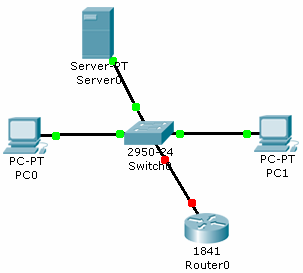 Server-PT
Server0
PC-PT
PC0
2950-24
Switch0
PC-PT
PC1
1841
Router0